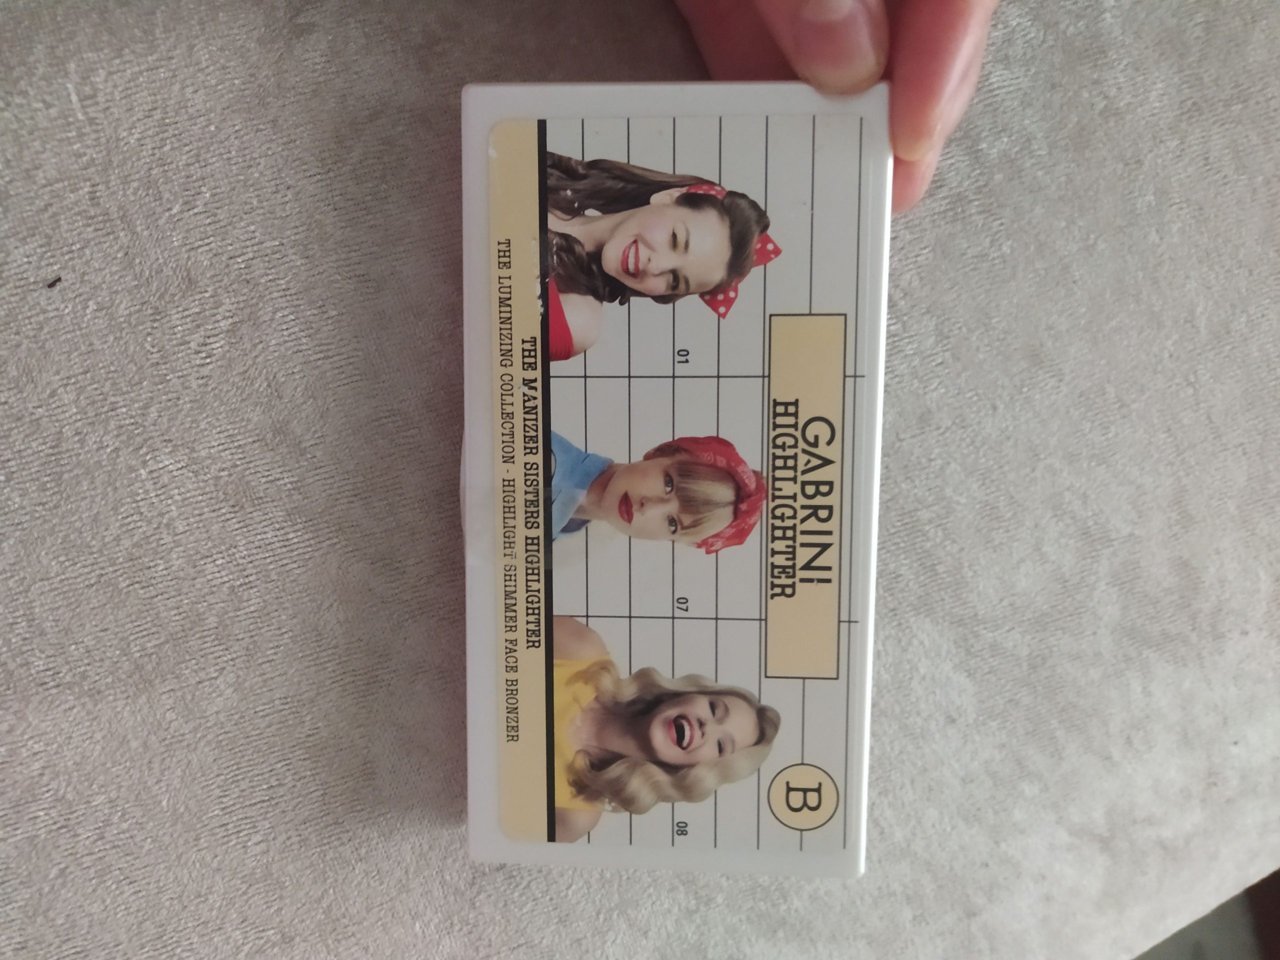 GABRINI
HIGHLIGHTER
B
01
07
08
THE MANIZER SISTERS HIGHLIGHTER
THE LUMINIZING COLLECTION - HIGHLIGHT SHIMMER FACE BRONZER